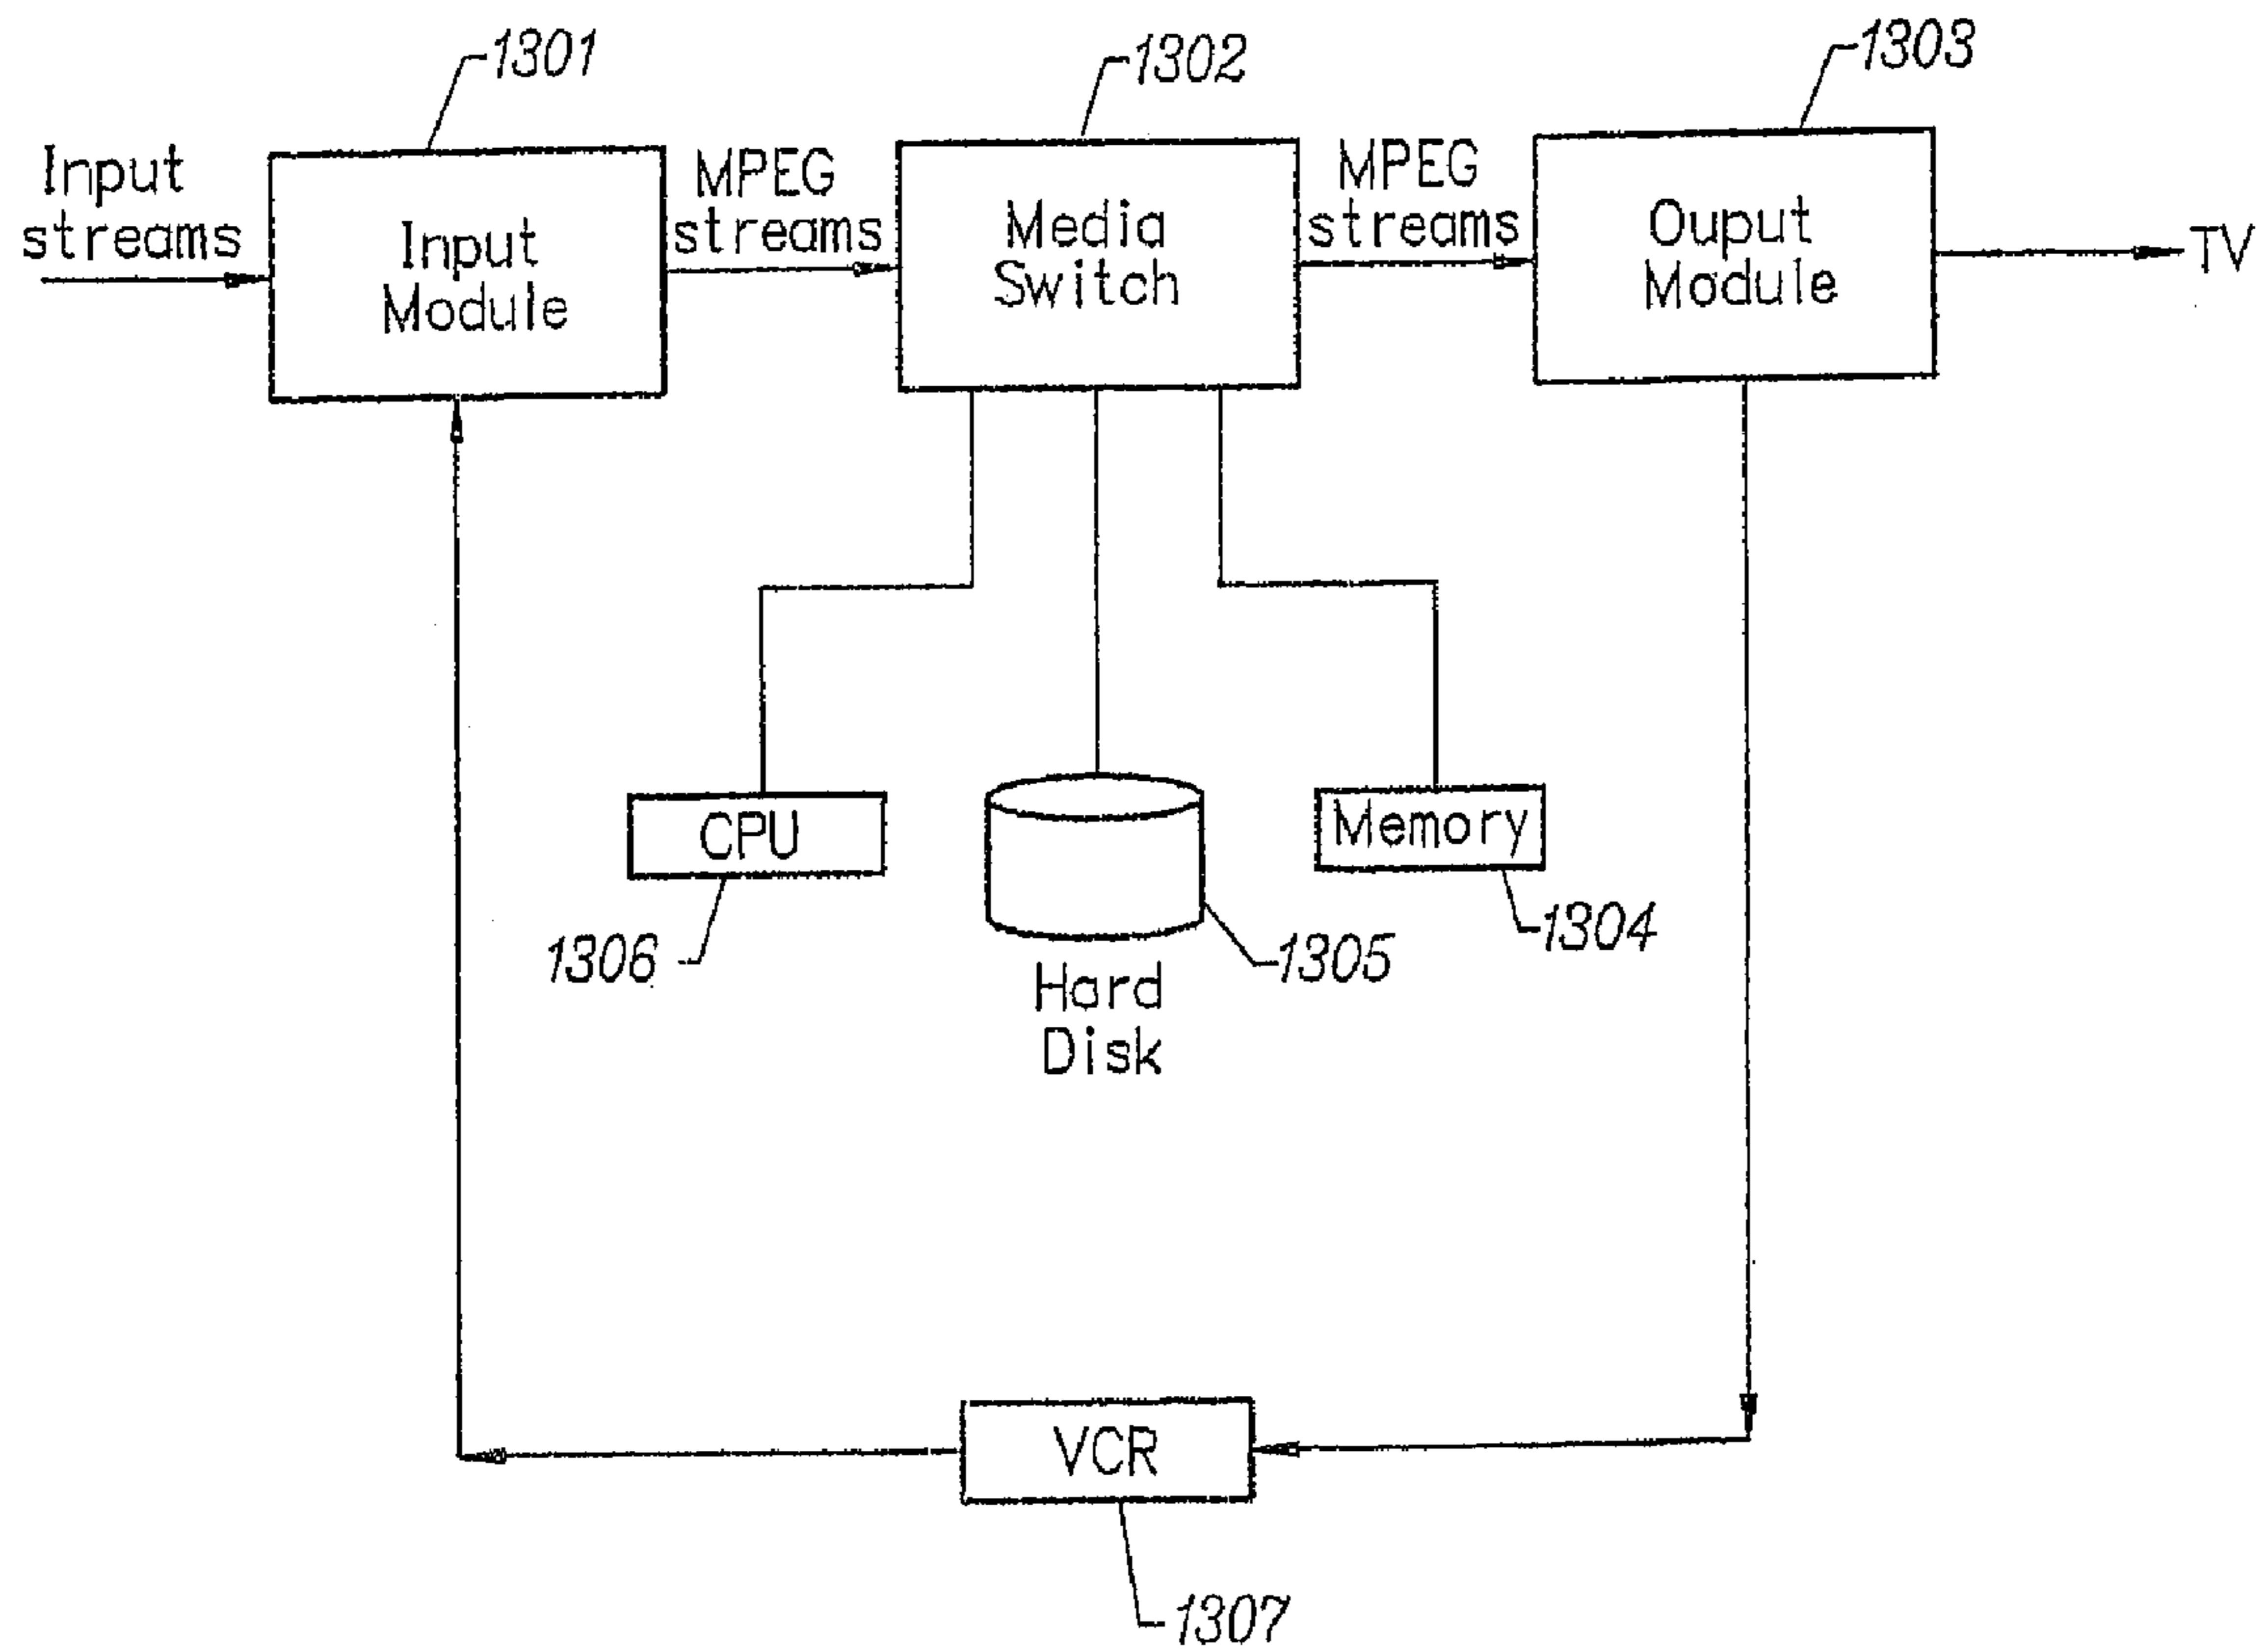 1301
1302
1303
Input
streams
Input
Module
MPEG
streams
Media
Switch
MPEG
streams
Ouput
Module
TV
CPU
1306
Hard
Disk
1305
Memory
1304
VCR
1307